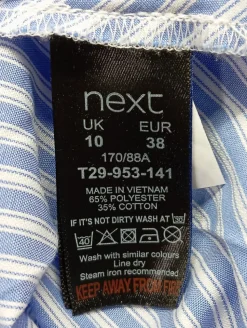 next
UK EUR
10 38
170/88A
T29-953-141
MADE IN VIETNAM
65% POLYESTER
35% COTTON
IF IT'S NOT DIRTY WASH AT 30
40
Wash with similar colours
Line dry
Steam iron recommended
KEEP AWAY FROM FIRE